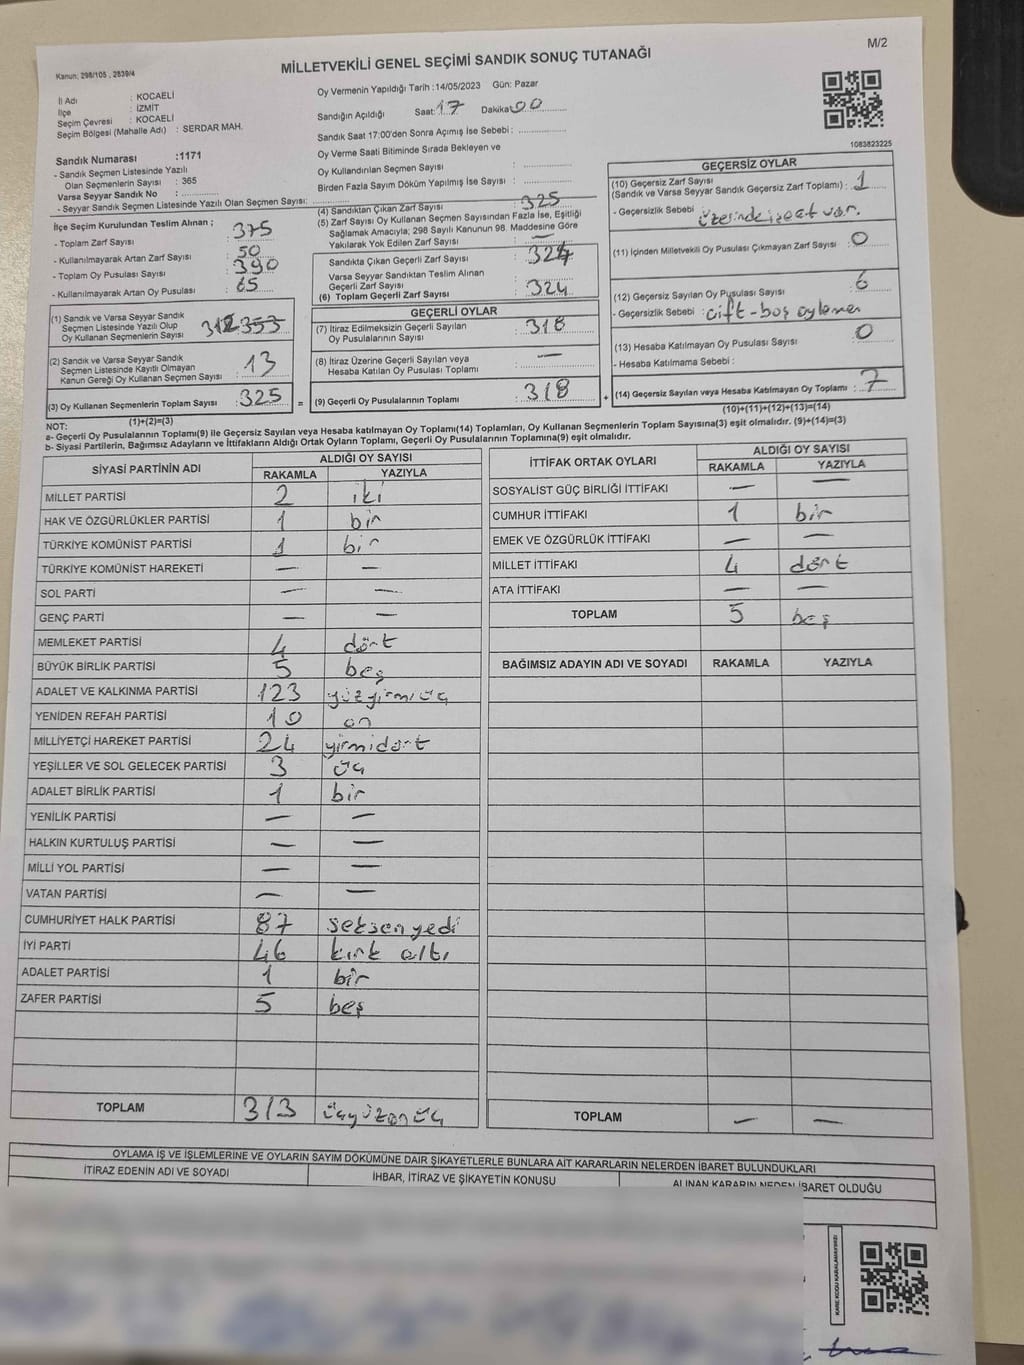 M/2
Kanun: 298/105 , 2839/4
MİLLETVEKİLİ GENEL SEÇİMİ SANDIK SONUÇ TUTANAĞI
İl Adı : KOCAELİ
İlçe : İZMİT
Seçim Çevresi : KOCAELİ
Seçim Bölgesi (Mahalle Adı) : SERDAR MAH.
Sandık Numarası :1171
- Sandık Seçmen Listesinde Yazılı
Olan Seçmenlerin Sayısı : 365
Varsa Seyyar Sandık No :
- Seyyar Sandık Seçmen Listesinde Yazılı Olan Seçmen Sayısı:
Oy Vermenin Yapıldığı Tarih :14/05/2023 Gün: Pazar
Sandığın Açıldığı Saat: 17 Dakika 00
Sandık Saat 17:00'den Sonra Açımış İse Sebebi :
Oy Verme Saati Bitiminde Sırada Bekleyen ve
Oy Kullandırılan Seçmen Sayısı :
Birden Fazla Sayım Döküm Yapılmış İse Sayısı :
1083823225
İlçe Seçim Kurulundan Teslim Alınan ;
- Toplam Zarf Sayısı : 375
- Kullanılmayarak Artan Zarf Sayısı : 50
- Toplam Oy Pusulası Sayısı : 390
- Kullanılmayarak Artan Oy Pusulası : 65
(1) Sandık ve Varsa Seyyar Sandık
Seçmen Listesinde Yazılı Olup
Oy Kullanan Seçmenlerin Sayısı : 312 353
(2) Sandık ve Varsa Seyyar Sandık
Seçmen Listesinde Kayıtlı Olmayan
Kanun Gereği Oy Kullanan Seçmen Sayısı : 13
(3) Oy Kullanan Seçmenlerin Toplam Sayısı : 325 =
(1)+(2)=(3)
(4) Sandıktan Çıkan Zarf Sayısı : 325
(5) Zarf Sayısı Oy Kullanan Seçmen Sayısından Fazla İse, Eşitliği
Sağlamak Amacıyla; 298 Sayılı Kanunun 98. Maddesine Göre
Yakılarak Yok Edilen Zarf Sayısı : —
Sandıkta Çıkan Geçerli Zarf Sayısı : 324
Varsa Seyyar Sandıktan Teslim Alınan
Geçerli Zarf Sayısı :
(6) Toplam Geçerli Zarf Sayısı : 324
GEÇERLİ OYLAR
(7) İtiraz Edilmeksizin Geçerli Sayılan
Oy Pusulalarının Sayısı : 318
(8) İtiraz Üzerine Geçerli Sayılan veya
Hesaba Katılan Oy Pusulası Toplamı : —
(9) Geçerli Oy Pusulalarının Toplamı : 318 +
GEÇERSİZ OYLAR
(10) Geçersiz Zarf Sayısı
(Sandık ve Varsa Seyyar Sandık Geçersiz Zarf Toplamı) : 1
- Geçersizlik Sebebi : üzerinde işaret var.
(11) İçinden Milletvekili Oy Pusulası Çıkmayan Zarf Sayısı : 0
(12) Geçersiz Sayılan Oy Pusulası Sayısı : 6
- Geçersizlik Sebebi : çift-boş oylama
(13) Hesaba Katılmayan Oy Pusulası Sayısı : 0
- Hesaba Katılmama Sebebi :
(14) Geçersiz Sayılan veya Hesaba Katılmayan Oy Toplamı : 7
(10)+(11)+(12)+(13)=(14)
NOT:
a- Geçerli Oy Pusulalarının Toplamı(9) ile Geçersiz Sayılan veya Hesaba katılmayan Oy Toplamı(14) Toplamları, Oy Kullanan Seçmenlerin Toplam Sayısına(3) eşit olmalıdır. (9)+(14)=(3)
b- Siyasi Partilerin, Bağımsız Adayların ve İttifakların Aldığı Ortak Oyların Toplamı, Geçerli Oy Pusulalarının Toplamına(9) eşit olmalıdır.
SİYASİ PARTİNİN ADI ALDIĞI OY SAYISI
RAKAMLA YAZIYLA
MİLLET PARTİSİ 2 iki
HAK VE ÖZGÜRLÜKLER PARTİSİ 1 bir
TÜRKİYE KOMÜNİST PARTİSİ 1 bir
TÜRKİYE KOMÜNİST HAREKETİ — —
SOL PARTİ — —
GENÇ PARTİ — —
MEMLEKET PARTİSİ 4 dört
BÜYÜK BİRLİK PARTİSİ 5 beş
ADALET VE KALKINMA PARTİSİ 123 yüzyirmiüç
YENİDEN REFAH PARTİSİ 10 on
MİLLİYETÇİ HAREKET PARTİSİ 24 yirmidört
YEŞİLLER VE SOL GELECEK PARTİSİ 3 üç
ADALET BİRLİK PARTİSİ 1 bir
YENİLİK PARTİSİ — —
HALKIN KURTULUŞ PARTİSİ — —
MİLLİ YOL PARTİSİ — —
VATAN PARTİSİ — —
CUMHURİYET HALK PARTİSİ 87 seksen yedi
İYİ PARTİ 46 kırk altı
ADALET PARTİSİ 1 bir
ZAFER PARTİSİ 5 beş
TOPLAM 313 üçyüzonüç
İTTİFAK ORTAK OYLARI ALDIĞI OY SAYISI
RAKAMLA YAZIYLA
SOSYALİST GÜÇ BİRLİĞİ İTTİFAKI — —
CUMHUR İTTİFAKI 1 bir
EMEK VE ÖZGÜRLÜK İTTİFAKI — —
MİLLET İTTİFAKI 4 dört
ATA İTTİFAKI — —
TOPLAM 5 beş
BAĞIMSIZ ADAYIN ADI VE SOYADI RAKAMLA YAZIYLA
TOPLAM — —
OYLAMA İŞ VE İŞLEMLERİNE VE OYLARIN SAYIM DÖKÜMÜNE DAİR ŞİKAYETLERLE BUNLARA AİT KARARLARIN NELERDEN İBARET BULUNDUKLARI
İTİRAZ EDENİN ADI VE SOYADI İHBAR, İTİRAZ VE ŞİKAYETİN KONUSU ALINAN KARARIN NEDEN İBARET OLDUĞU
KARE KODU KARALAMAYINIZ!